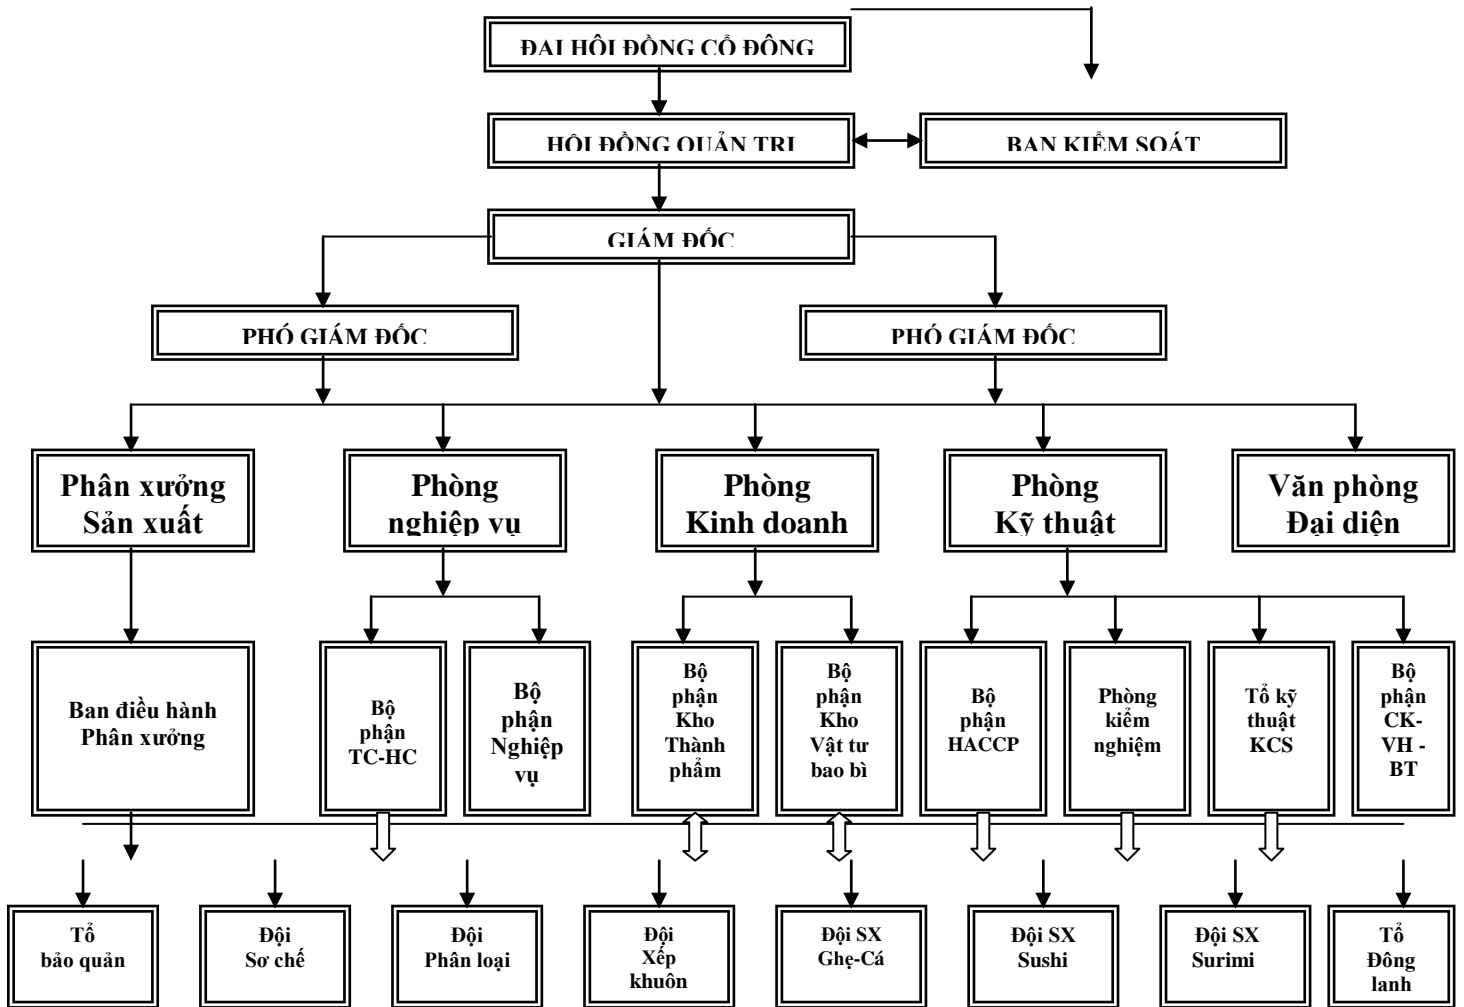 ĐẠI HỘI ĐỒNG CỔ ĐÔNG
HỘI ĐỒNG QUẢN TRỊ
BAN KIỂM SOÁT
GIÁM ĐỐC
PHÓ GIÁM ĐỐC
PHÓ GIÁM ĐỐC
Phân xưởng
Sản xuất
Phòng
nghiệp vụ
Phòng
Kinh doanh
Phòng
Kỹ thuật
Văn phòng
Đại diện
Ban điều hành
Phân xưởng
Bộ
phận
TC-HC
Bộ
phận
Nghiệp
vụ
Bộ
phận
Kho
Thành
phẩm
Bộ
phận
Kho
Vật tư
bao bì
Bộ
phận
HACCP
Phòng
kiểm
nghiệm
Tổ kỹ
thuật
KCS
Bộ
phận
CK-
VH -
BT
Tổ
bảo quản
Đội
Sơ chế
Đội
Phân loại
Đội
Xếp
khuôn
Đội SX
Ghẹ-Cá
Đội SX
Sushi
Đội SX
Surimi
Tổ
Đông
lạnh